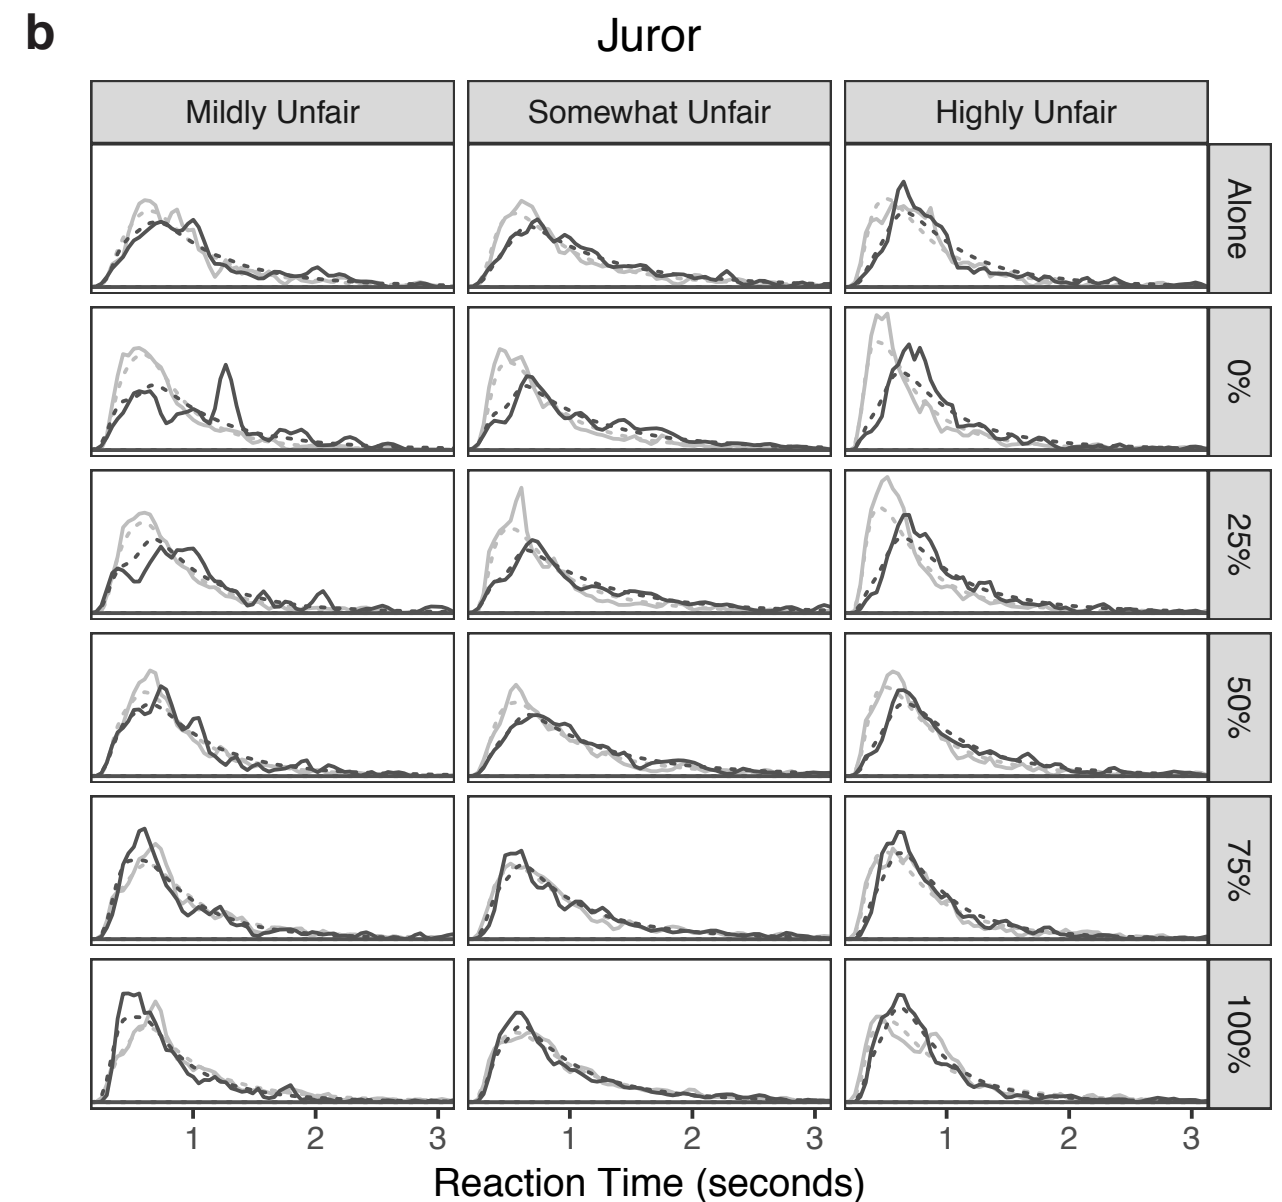 b
Juror
Mildly Unfair
Somewhat Unfair
Highly Unfair
Alone
0%
25%
50%
75%
100%
1 2 3 1 2 3 1 2 3
Reaction Time (seconds)